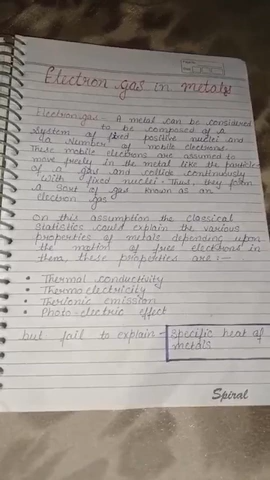 Electron gas in metals
Electron gas - A metal can be considered
to be composed of a
system of fixed positive nuclei and
a number of mobile electrons.
These mobile electrons are assumed to
move freely in the metal like the particles
of a gas and collide continuously
with fixed nuclei. Thus, they form
a sort of gas known as an
electron gas
On this assumption the classical
statistics could explain the various
properties of metals depending upon
the motion of free electrons in
them, these properties are :-
• Thermal conductivity
• Thermoelectricity
• Therionic emission
• Photo-electric effect
but fail to explain - Specific heat of
metals
Spiral